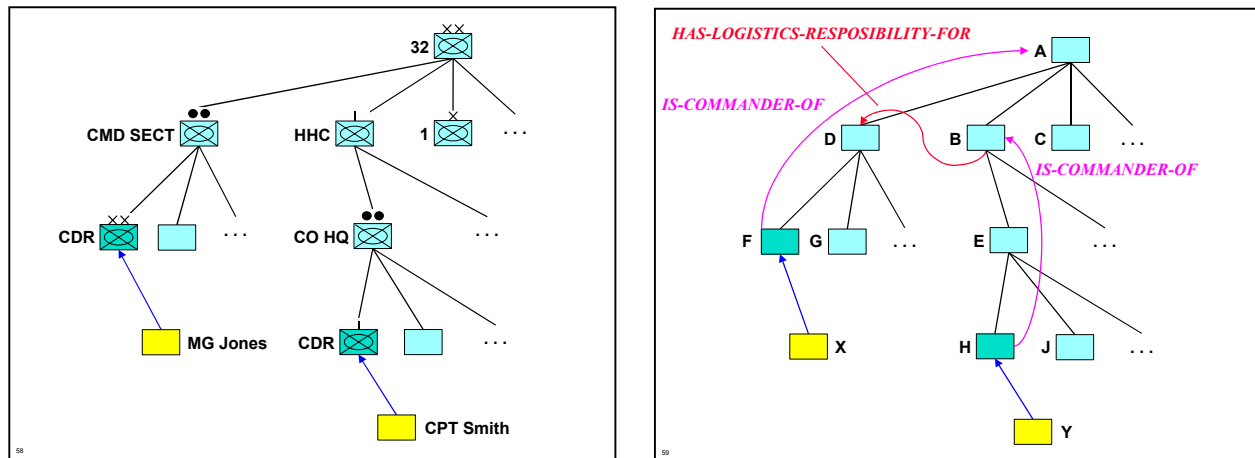 32
CMD SECT
HHC
1
. . .
CDR
. . .
CO HQ
. . .
MG Jones
CDR
. . .
CPT Smith
58
HAS-LOGISTICS-RESPOSIBILITY-FOR
A
IS-COMMANDER-OF
D
B
C
. . .
IS-COMMANDER-OF
F
G
. . .
E
X
H
J
. . .
Y
59